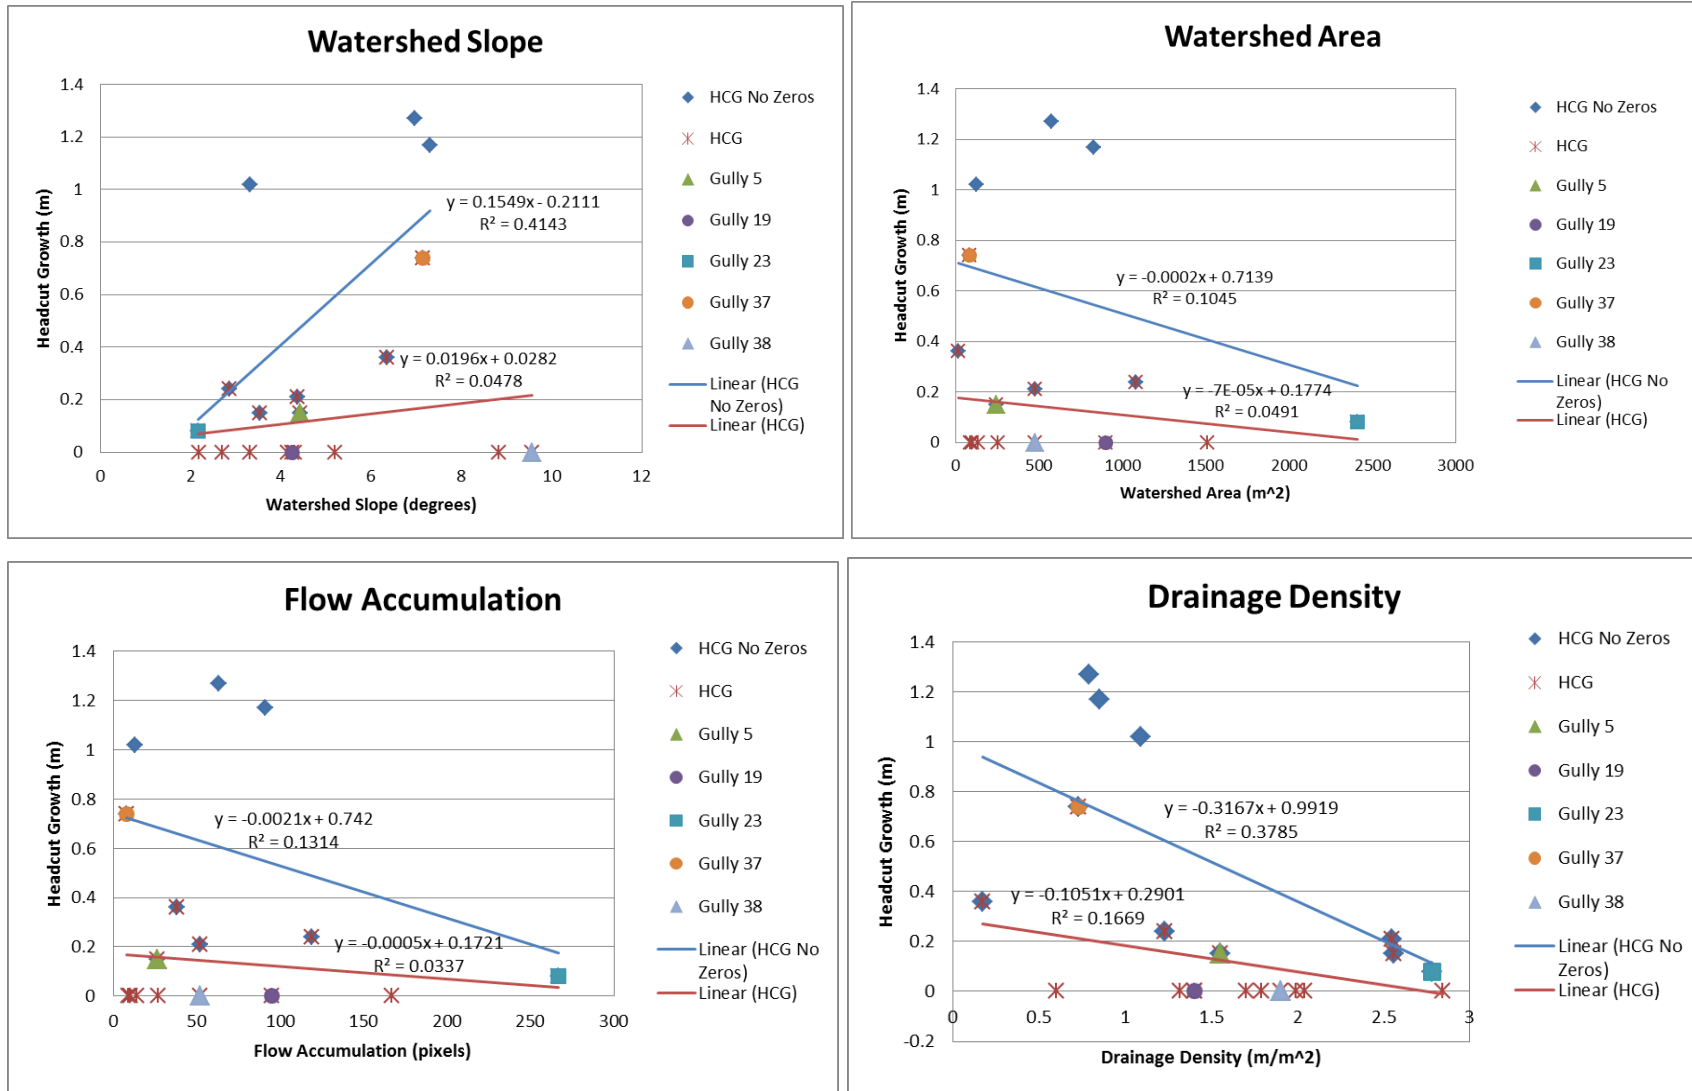 Watershed Slope
1.4
1.2
1
0.8
0.6
0.4
0.2
0
0 2 4 6 8 10 12
Headcut Growth (m)
Watershed Slope (degrees)
y = 0.1549x - 0.2111
R² = 0.4143
y = 0.0196x + 0.0282
R² = 0.0478
HCG No Zeros
HCG
Gully 5
Gully 19
Gully 23
Gully 37
Gully 38
Linear (HCG
No Zeros)
Linear (HCG)
Watershed Area
1.4
1.2
1
0.8
0.6
0.4
0.2
0
0 500 1000 1500 2000 2500 3000
Headcut Growth (m)
Watershed Area (m^2)
y = -0.0002x + 0.7139
R² = 0.1045
y = -7E-05x + 0.1774
R² = 0.0491
HCG No Zeros
HCG
Gully 5
Gully 19
Gully 23
Gully 37
Gully 38
Linear (HCG No
Zeros)
Linear (HCG)
Flow Accumulation
1.4
1.2
1
0.8
0.6
0.4
0.2
0
0 50 100 150 200 250 300
Headcut Growth (m)
Flow Accumulation (pixels)
y = -0.0021x + 0.742
R² = 0.1314
y = -0.0005x + 0.1721
R² = 0.0337
HCG No Zeros
HCG
Gully 5
Gully 19
Gully 23
Gully 37
Gully 38
Linear (HCG No
Zeros)
Linear (HCG)
Drainage Density
1.4
1.2
1
0.8
0.6
0.4
0.2
0
-0.2
0 0.5 1 1.5 2 2.5 3
Headcut Growth (m)
Drainage Density (m/m^2)
y = -0.3167x + 0.9919
R² = 0.3785
y = -0.1051x + 0.2901
R² = 0.1669
HCG No Zeros
HCG
Gully 5
Gully 19
Gully 23
Gully 37
Gully 38
Linear (HCG No
Zeros)
Linear (HCG)